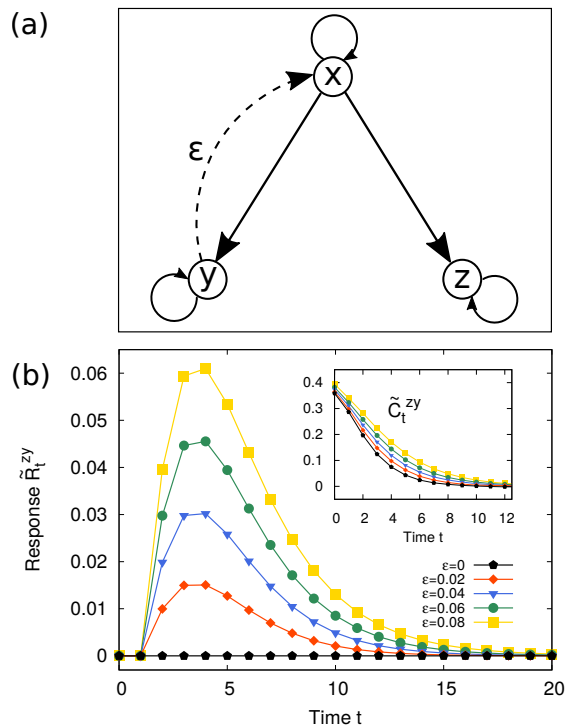 (a)
x
ε
y
z
(b)
0.06
0.05
0.04
0.03
0.02
0.01
0
Response R̃ₜᶻʸ
0.4
0.3
0.2
0.1
0
C̃ₜᶻʸ
0 2 4 6 8 10 12
Time t
ε=0
ε=0.02
ε=0.04
ε=0.06
ε=0.08
0 5 10 15 20
Time t